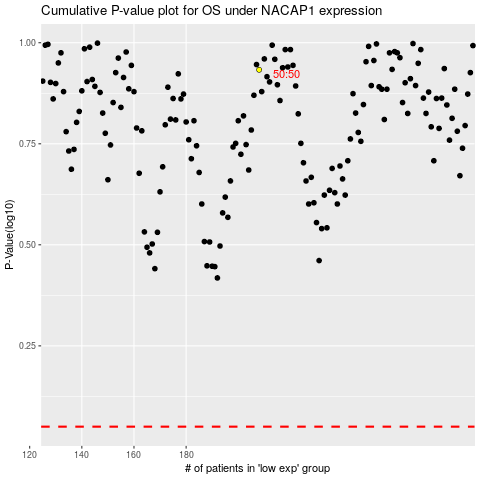 Cumulative P-value plot for OS under NACAP1 expression
P-Value(log10)
1.00
0.75
0.50
0.25
50:50
120 140 160 180
# of patients in 'low exp' group